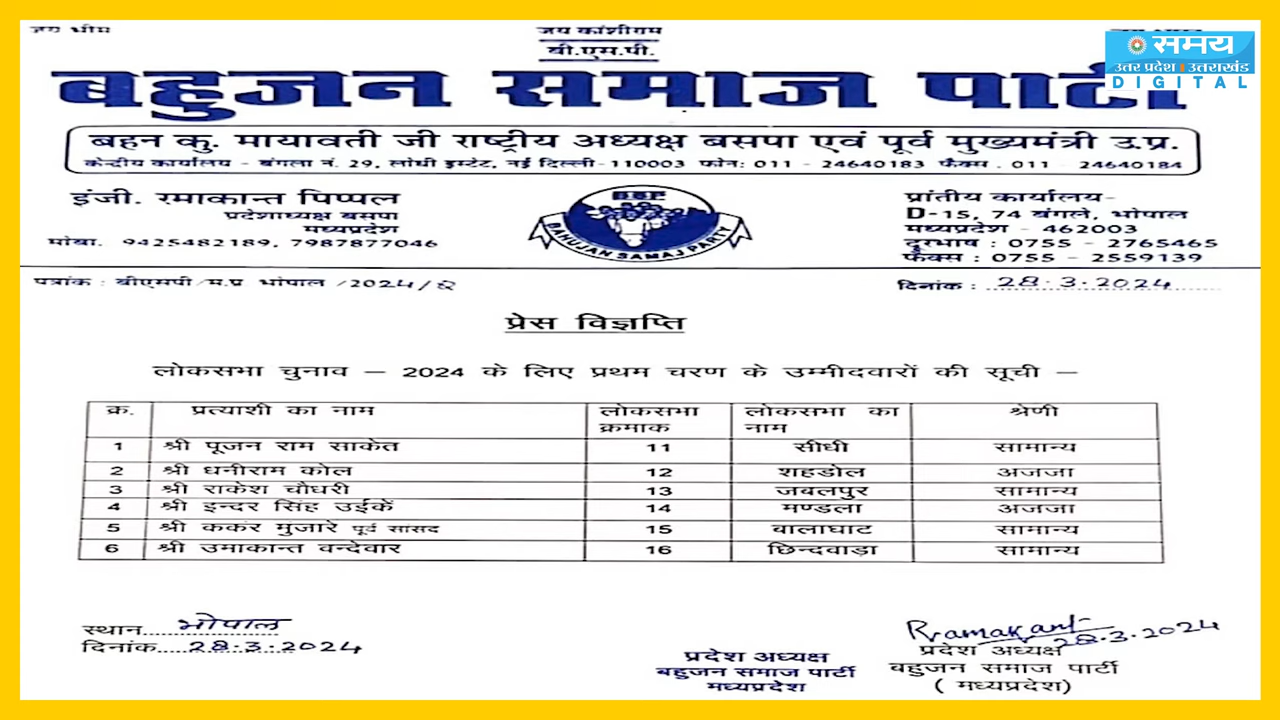 जय भीम
जय कांशीराम
बी.एस.पी.
समय
उत्तर प्रदेश उत्तराखंड
DIGITAL
बहुजन समाज पार्टी
बहन कु. मायावती जी राष्ट्रीय अध्यक्ष बसपा एवं पूर्व मुख्यमंत्री उ.प्र.
केन्द्रीय कार्यालय - बंगला नं. 29, लोधी इस्टेट, नई दिल्ली-110003 फोन: 011 - 24640183 फैक्स . 011 - 24640184
इंजी. रमाकान्त पिप्पल
प्रदेशाध्यक्ष बसपा
मध्यप्रदेश
मोबा. 9425482189, 7987877046
BSP
BAHUJAN SAMAJ PARTY
प्रांतीय कार्यालय-
D-15, 74 बंगले, भोपाल
मध्यप्रदेश - 462003
दूरभाष : 0755 - 2765465
फैक्स : 0755 - 2559139
पत्रांक : बीएमपी/म.प्र भोपाल /2024/
दिनांक : 28.3.2024
प्रेस विज्ञप्ति
लोकसभा चुनाव – 2024 के लिए प्रथम चरण के उम्मीदवारों की सूची –
क्र. प्रत्याशी का नाम लोकसभा क्रमाक लोकसभा का नाम श्रेणी
1 श्री पूजन राम साकेत 11 सीधी सामान्य
2 श्री धनीराम कोल 12 शहडोल अजजा
3 श्री राकेश चौधरी 13 जबलपुर सामान्य
4 श्री इन्दर सिंह उईकें 14 मण्डला अजजा
5 श्री ककंर मुंजारे पूर्व सांसद 15 बालाघाट सामान्य
6 श्री उमाकान्त वन्देवार 16 छिन्दवाड़ा सामान्य
स्थान भोपाल
दिनांक 28.3.2024
प्रदेश अध्यक्ष
बहुजन समाज पार्टी
मध्यप्रदेश
Ramakant
28.3.2024
प्रदेश अध्यक्ष
बहुजन समाज पार्टी
( मध्यप्रदेश)